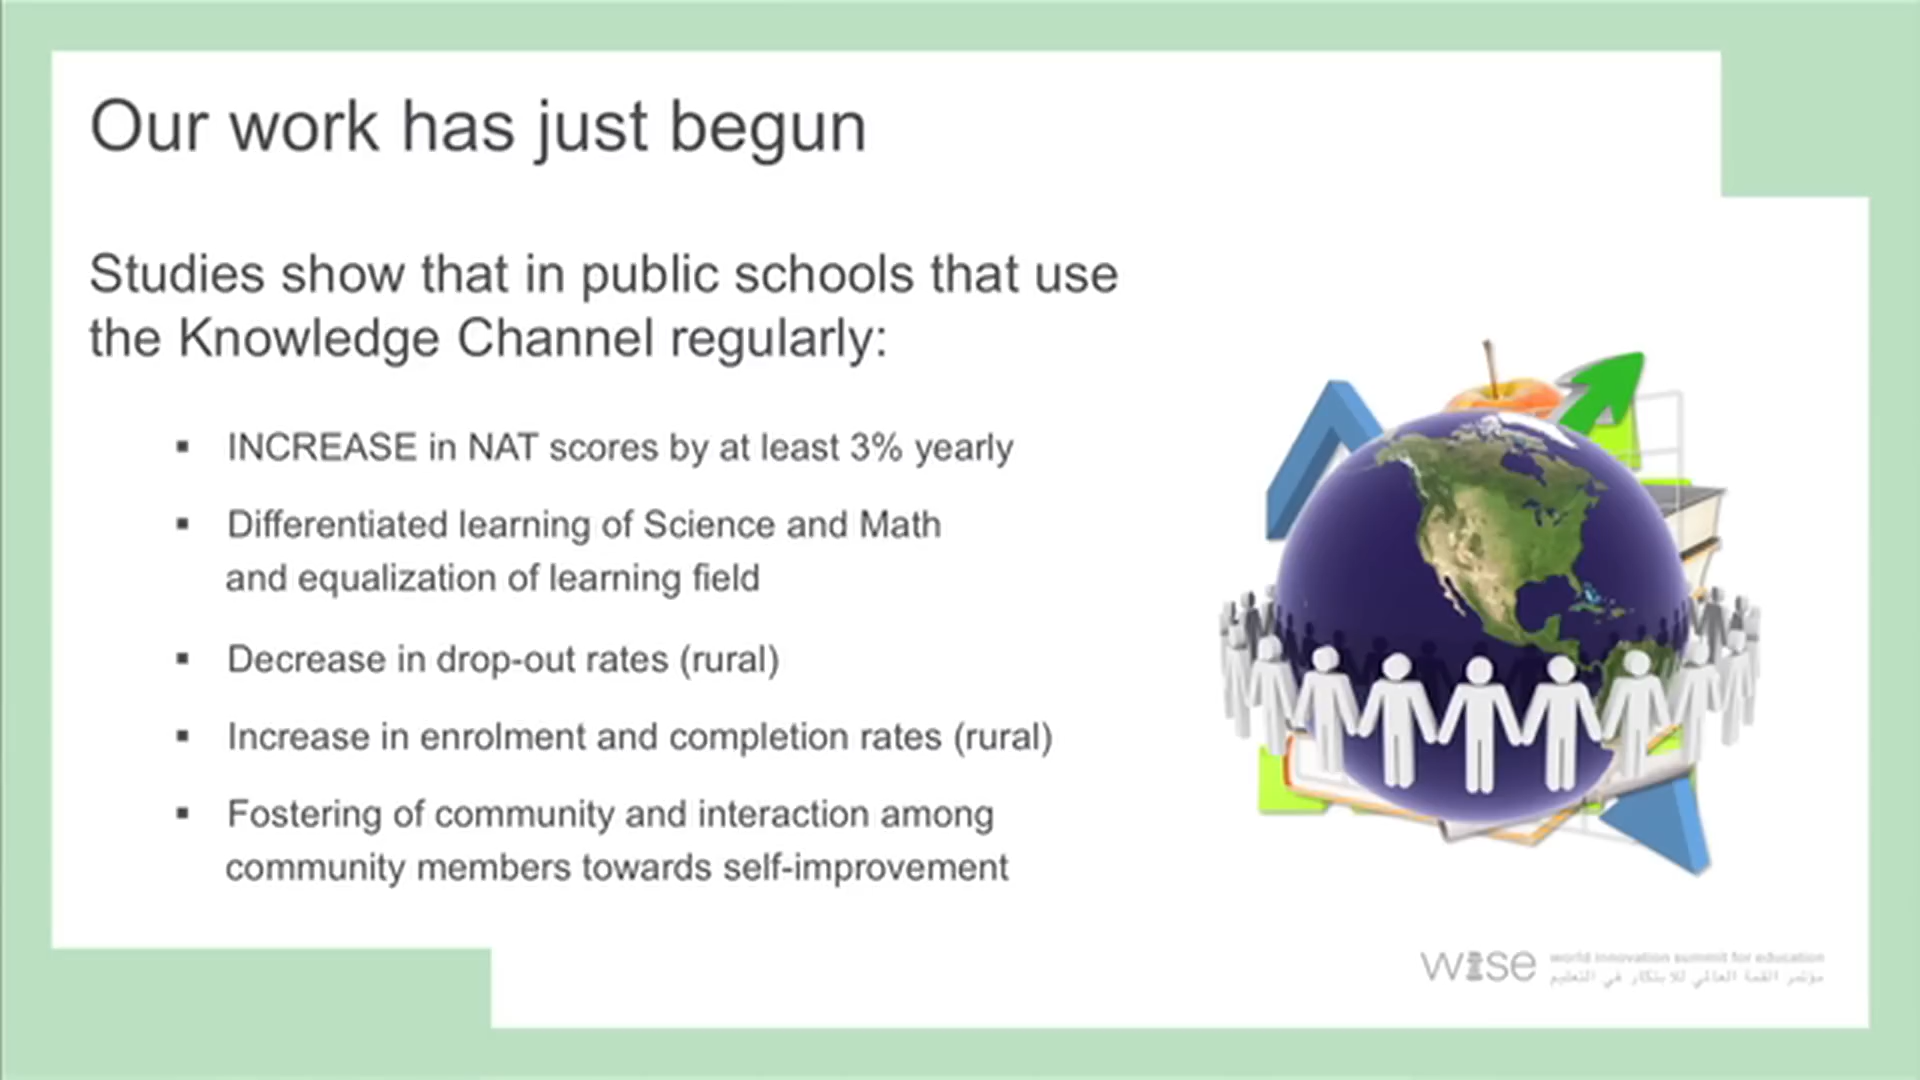 Our work has just begun
Studies show that in public schools that use
the Knowledge Channel regularly:
▪ INCREASE in NAT scores by at least 3% yearly
▪ Differentiated learning of Science and Math
and equalization of learning field
▪ Decrease in drop-out rates (rural)
▪ Increase in enrolment and completion rates (rural)
▪ Fostering of community and interaction among
community members towards self-improvement
wise world innovation summit for education
مؤتمر القمة العالمي للابتكار في التعليم